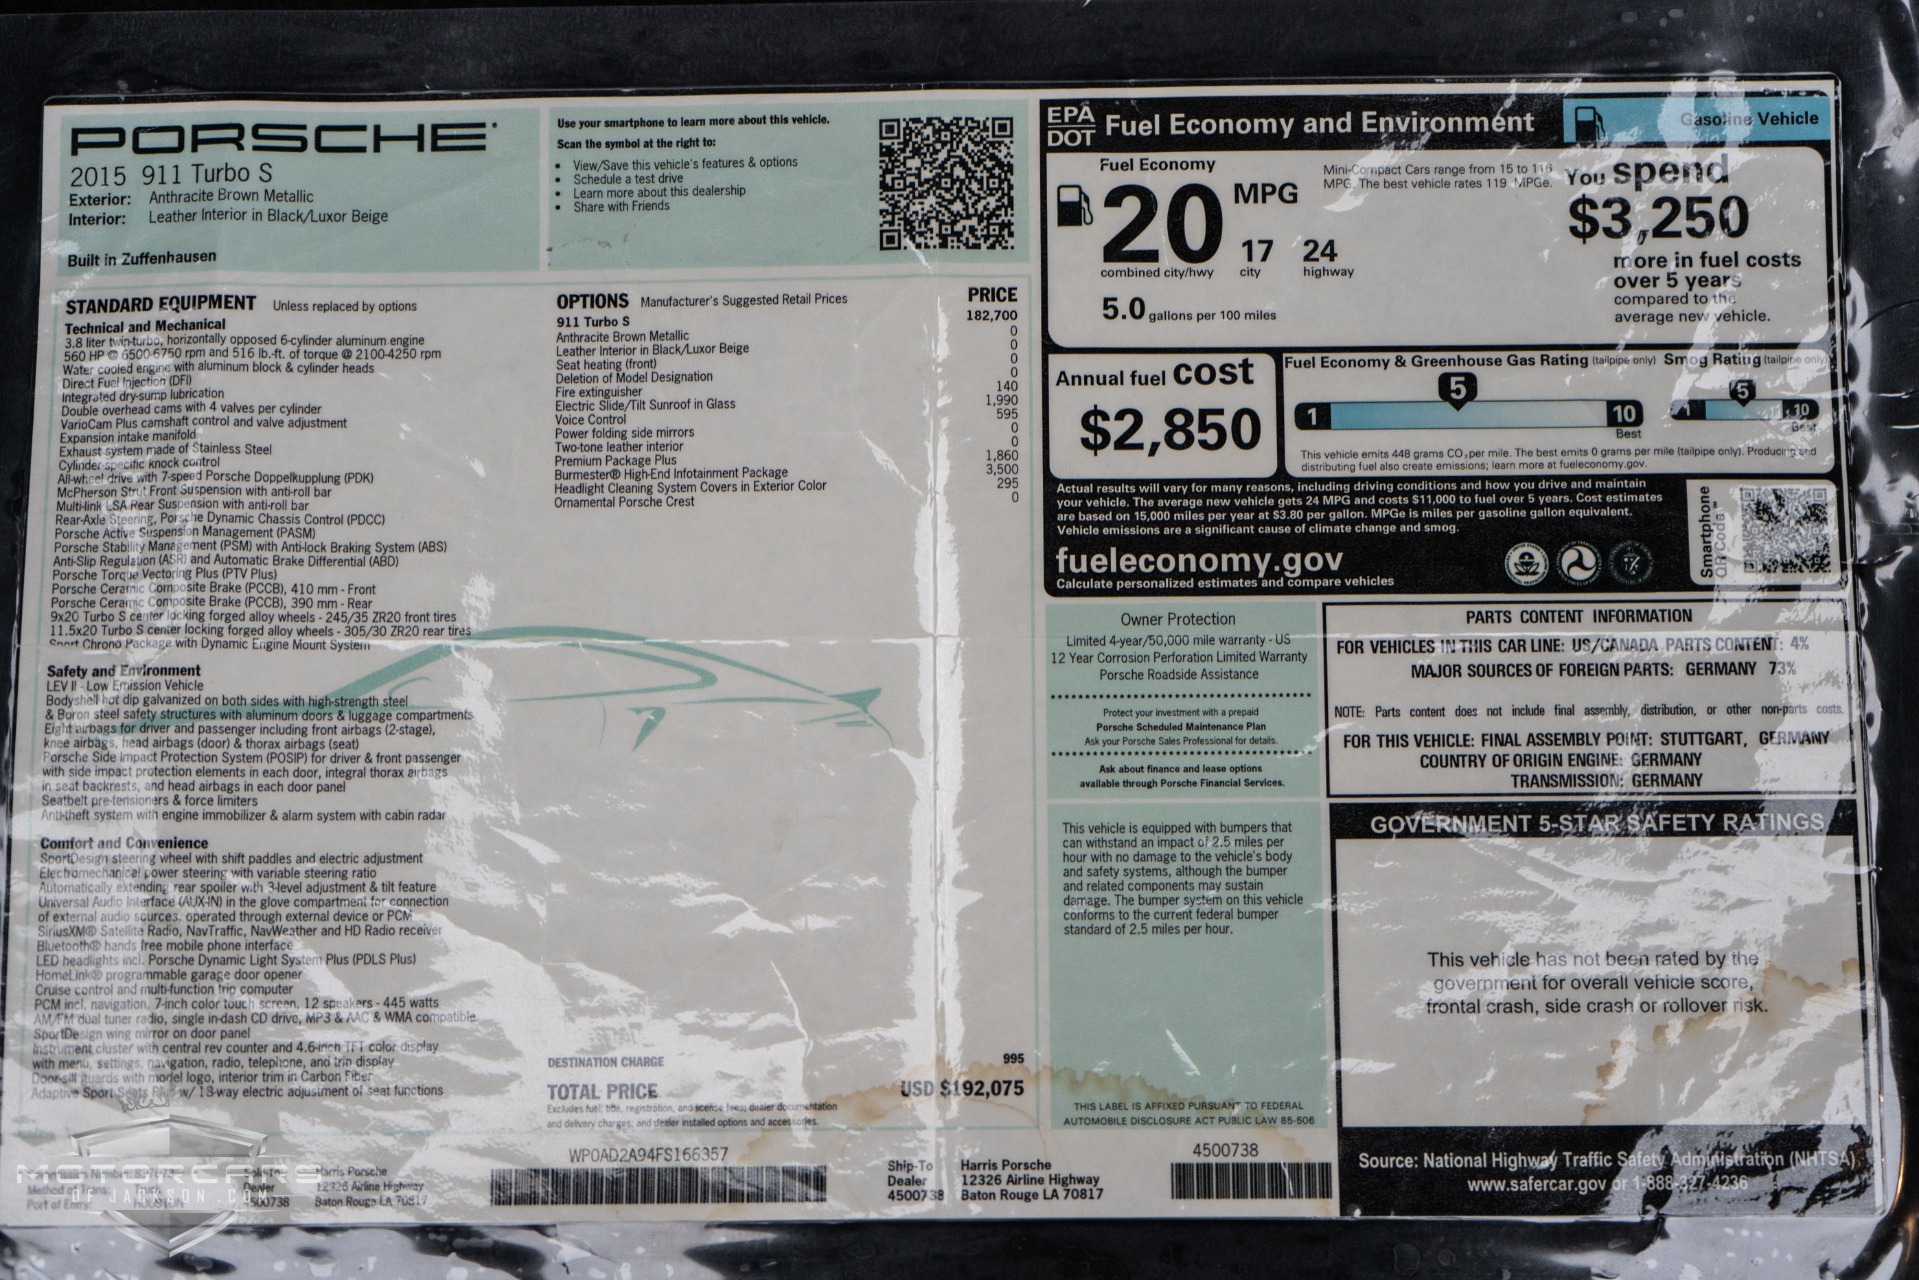 PORSCHE
2015 911 Turbo S
Exterior: Anthracite Brown Metallic
Interior: Leather Interior in Black/Luxor Beige
Built in Zuffenhausen
Use your smartphone to learn more about this vehicle.
Scan the symbol at the right to:
• View/Save this vehicle's features & options
• Schedule a test drive
• Learn more about this dealership
• Share with Friends
STANDARD EQUIPMENT Unless replaced by options
Technical and Mechanical
3.8 liter twin-turbo, horizontally opposed 6-cylinder aluminum engine
560 HP @ 6500-6750 rpm and 516 lb.-ft. of torque @ 2100-4250 rpm
Water cooled engine with aluminum block & cylinder heads
Direct Fuel Injection (DFI)
Integrated dry-sump lubrication
Double overhead cams with 4 valves per cylinder
VarioCam Plus camshaft control and valve adjustment
Expansion intake manifold
Exhaust system made of Stainless Steel
Cylinder-specific knock control
All-wheel drive with 7-speed Porsche Doppelkupplung (PDK)
McPherson Strut Front Suspension with anti-roll bar
Multi-link LSA Rear Suspension with anti-roll bar
Rear-Axle Steering, Porsche Dynamic Chassis Control (PDCC)
Porsche Active Suspension Management (PASM)
Porsche Stability Management (PSM) with Anti-lock Braking System (ABS)
Anti-Slip Regulation (ASR) and Automatic Brake Differential (ABD)
Porsche Torque Vectoring Plus (PTV Plus)
Porsche Ceramic Composite Brake (PCCB), 410 mm - Front
Porsche Ceramic Composite Brake (PCCB), 390 mm - Rear
9x20 Turbo S center locking forged alloy wheels - 245/35 ZR20 front tires
11.5x20 Turbo S center locking forged alloy wheels - 305/30 ZR20 rear tires
Sport Chrono Package with Dynamic Engine Mount System
Safety and Environment
LEV II - Low Emission Vehicle
Bodyshell hot dip galvanized on both sides with high-strength steel
& Boron steel safety structures with aluminum doors & luggage compartments
Eight airbags for driver and passenger including front airbags (2-stage),
knee airbags, head airbags (door) & thorax airbags (seat)
Porsche Side Impact Protection System (POSIP) for driver & front passenger
with side impact protection elements in each door, integral thorax airbags
in seat backrests, and head airbags in each door panel
Seatbelt pre-tensioners & force limiters
Anti-theft system with engine immobilizer & alarm system with cabin radar
Comfort and Convenience
SportDesign steering wheel with shift paddles and electric adjustment
Electromechanical power steering with variable steering ratio
Automatically extending rear spoiler with 3-level adjustment & tilt feature
Universal Audio Interface (AUX-IN) in the glove compartment for connection
of external audio sources, operated through external device or PCM
SiriusXM® Satellite Radio, NavTraffic, NavWeather and HD Radio receiver
Bluetooth® hands free mobile phone interface
LED headlights incl. Porsche Dynamic Light System Plus (PDLS Plus)
HomeLink® programmable garage door opener
Cruise control and multi-function trip computer
PCM incl. navigation, 7-inch color touch screen, 12 speakers - 445 watts
AM/FM dual tuner radio, single in-dash CD drive, MP3 & AAC & WMA compatible
SportDesign wing mirror on door panel
Instrument cluster with central rev counter and 4.6-inch TFT color display
with menu, settings, navigation, radio, telephone, and trip display
Door-sill guards with model logo, interior trim in Carbon Fiber
Adaptive Sport Seats Plus w/ 18-way electric adjustment of seat functions
OPTIONS Manufacturer's Suggested Retail Prices PRICE
911 Turbo S 182,700
Anthracite Brown Metallic 0
Leather Interior in Black/Luxor Beige 0
Seat heating (front) 0
Deletion of Model Designation 0
Fire extinguisher 140
Electric Slide/Tilt Sunroof in Glass 1,990
Voice Control 595
Power folding side mirrors 0
Two-tone leather interior 0
Premium Package Plus 1,860
Burmester® High-End Infotainment Package 3,500
Headlight Cleaning System Covers in Exterior Color 295
Ornamental Porsche Crest 0
DESTINATION CHARGE 995
TOTAL PRICE USD $192,075
Excludes fuel, title, registration, and license fees; dealer documentation
and delivery charges; and dealer installed options and accessories.
EPA
DOT
Fuel Economy and Environment
Gasoline Vehicle
Fuel Economy
20 MPG
combined city/hwy
17 city
24 highway
5.0 gallons per 100 miles
Mini-Compact Cars range from 15 to 116
MPG. The best vehicle rates 119 MPGe.
You spend
$3,250
more in fuel costs
over 5 years
compared to the
average new vehicle.
Annual fuel cost
$2,850
Fuel Economy & Greenhouse Gas Rating (tailpipe only)
5
1 10
Best
Smog Rating (tailpipe only)
5
1 10
Best
This vehicle emits 448 grams CO2 per mile. The best emits 0 grams per mile (tailpipe only). Producing and
distributing fuel also create emissions; learn more at fueleconomy.gov.
Actual results will vary for many reasons, including driving conditions and how you drive and maintain
your vehicle. The average new vehicle gets 24 MPG and costs $11,000 to fuel over 5 years. Cost estimates
are based on 15,000 miles per year at $3.80 per gallon. MPGe is miles per gasoline gallon equivalent.
Vehicle emissions are a significant cause of climate change and smog.
fueleconomy.gov
Calculate personalized estimates and compare vehicles
Smartphone
QR Code™
Owner Protection
Limited 4-year/50,000 mile warranty - US
12 Year Corrosion Perforation Limited Warranty
Porsche Roadside Assistance
Protect your investment with a prepaid
Porsche Scheduled Maintenance Plan
Ask your Porsche Sales Professional for details.
Ask about finance and lease options
available through Porsche Financial Services.
This vehicle is equipped with bumpers that
can withstand an impact of 2.5 miles per
hour with no damage to the vehicle's body
and safety systems, although the bumper
and related components may sustain
damage. The bumper system on this vehicle
conforms to the current federal bumper
standard of 2.5 miles per hour.
THIS LABEL IS AFFIXED PURSUANT TO FEDERAL
AUTOMOBILE DISCLOSURE ACT PUBLIC LAW 85-506
PARTS CONTENT INFORMATION
FOR VEHICLES IN THIS CAR LINE: US/CANADA PARTS CONTENT: 4%
MAJOR SOURCES OF FOREIGN PARTS: GERMANY 73%
NOTE: Parts content does not include final assembly, distribution, or other non-parts costs.
FOR THIS VEHICLE: FINAL ASSEMBLY POINT: STUTTGART, GERMANY
COUNTRY OF ORIGIN ENGINE: GERMANY
TRANSMISSION: GERMANY
GOVERNMENT 5-STAR SAFETY RATINGS
This vehicle has not been rated by the
government for overall vehicle score,
frontal crash, side crash or rollover risk.
Source: National Highway Traffic Safety Administration (NHTSA)
www.safercar.gov or 1-888-327-4236
Port of Entry: HOUSTON
Dealer
4500738
Harris Porsche
12326 Airline Highway
Baton Rouge LA 70817
WP0AD2A94FS166357
Ship-To
Dealer
4500738
Harris Porsche
12326 Airline Highway
Baton Rouge LA 70817
4500738
MOTORCARS
OF JACKSON.COM